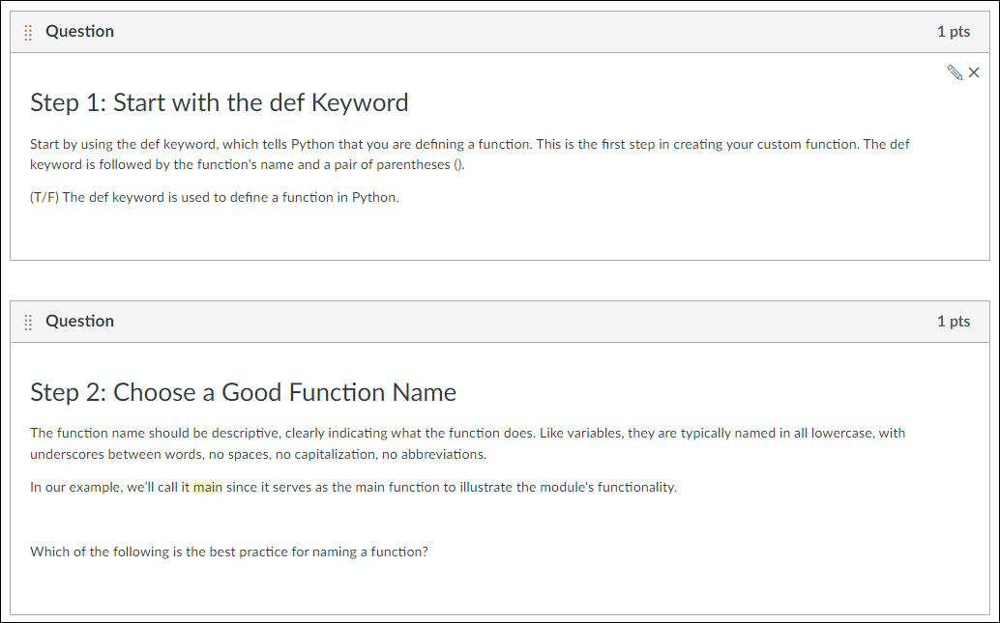 Question 1 pts
Step 1: Start with the def Keyword
Start by using the def keyword, which tells Python that you are defining a function. This is the first step in creating your custom function. The def
keyword is followed by the function's name and a pair of parentheses ().
(T/F) The def keyword is used to define a function in Python.
Question 1 pts
Step 2: Choose a Good Function Name
The function name should be descriptive, clearly indicating what the function does. Like variables, they are typically named in all lowercase, with
underscores between words, no spaces, no capitalization, no abbreviations.
In our example, we'll call it main since it serves as the main function to illustrate the module's functionality.
Which of the following is the best practice for naming a function?